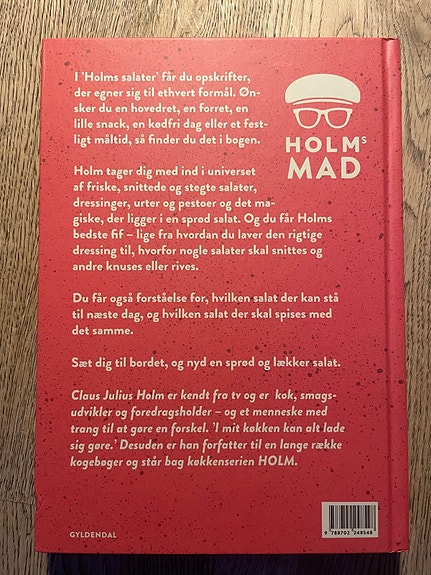 I 'Holms salater' får du opskrifter,
der egner sig til ethvert formål. Øn-
sker du en hovedret, en forret, en
lille snack, en kødfri dag eller et fest-
ligt måltid, så finder du det i bogen.
HOLMs
MAD
Holm tager dig med ind i universet
af friske, snittede og stegte salater,
dressinger, urter og pestoer og det ma-
giske, der ligger i en sprød salat. Og du får Holms
bedste fif – lige fra hvordan du laver den rigtige
dressing til, hvorfor nogle salater skal snittes og
andre knuses eller rives.
Du får også forståelse for, hvilken salat der kan stå
til næste dag, og hvilken salat der skal spises med
det samme.
Sæt dig til bordet, og nyd en sprød og lækker salat.
Claus Julius Holm er kendt fra tv og er kok, smags-
udvikler og foredragsholder – og et menneske med
trang til at gøre en forskel. 'I mit køkken kan alt lade
sig gøre.' Desuden er han forfatter til en lange række
kogebøger og står bag køkkenserien HOLM.
GYLDENDAL
9 788702 248548